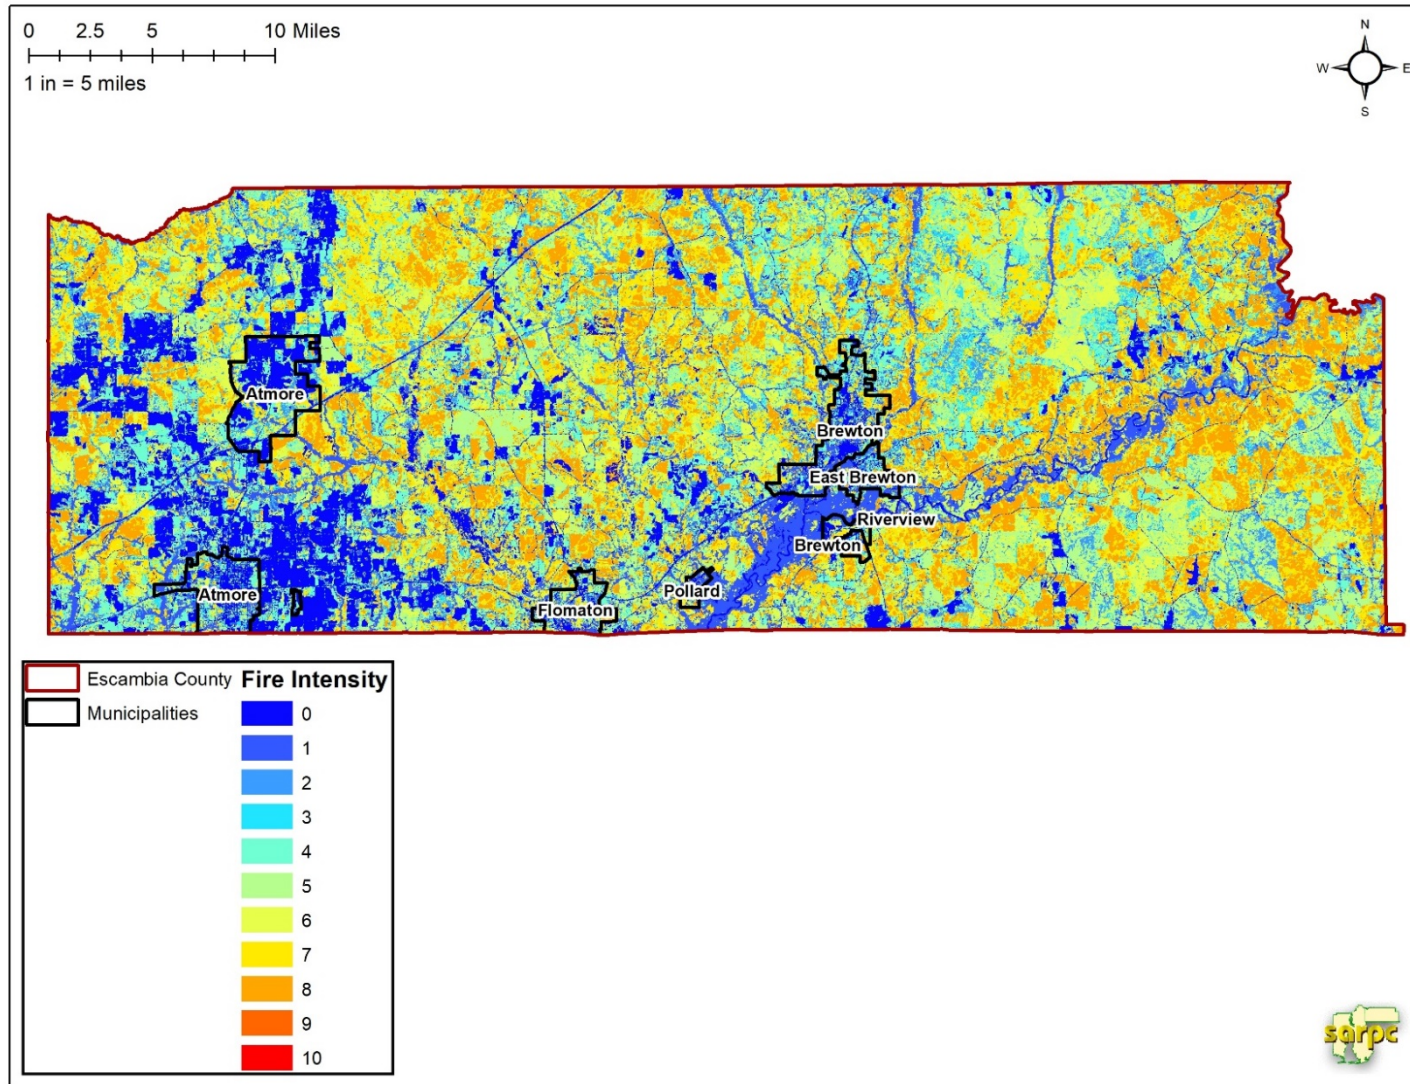 0 2.5 5 10 Miles
1 in = 5 miles
N
W E
S
Atmore
Brewton
East Brewton
Riverview
Brewton
Atmore
Flomaton
Pollard
Escambia County
Municipalities
Fire Intensity
0
1
2
3
4
5
6
7
8
9
10
sarpc